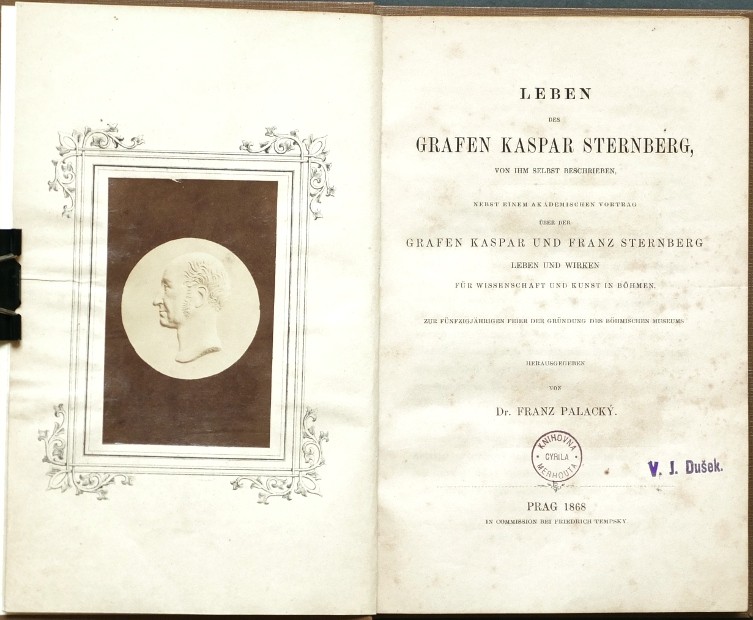 LEBEN
DES
GRAFEN KASPAR STERNBERG,
VON IHM SELBST BESCHRIEBEN,
NEBST EINEM AKADEMISCHEN VORTRAG
ÜBER DER
GRAFEN KASPAR UND FRANZ STERNBERG
LEBEN UND WIRKEN
FÜR WISSENSCHAFT UND KUNST IN BÖHMEN.
ZUR FÜNFZIGJÄHRIGEN FEIER DER GRÜNDUNG DES BÖHMISCHEN MUSEUMS
HERAUSGEGEBEN
VON
Dr. FRANZ PALACKÝ.
KNIHOVNA
CYRILA
MERHOUTA
V. J. Dušek.
PRAG 1868
IN COMMISSION BEI FRIEDRICH TEMPSKY.